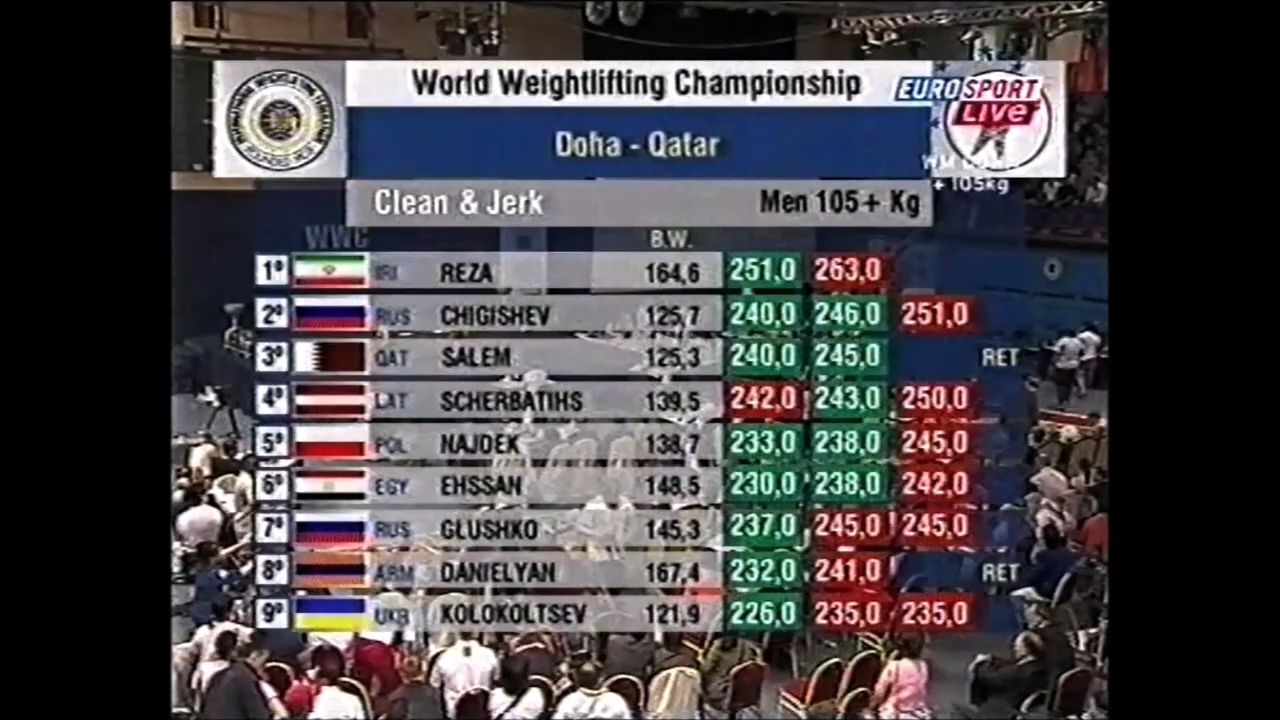 World Weightlifting Championship
EUROSPORT
LIVE
Doha - Qatar
+ 105kg
Clean & Jerk Men 105+ Kg
WWC B.W.
1º IRI REZA 164,6 251,0 263,0
2º RUS CHIGISHEV 125,7 240,0 246,0 251,0
3º QAT SALEM 125,3 240,0 245,0 RET
4º LAT SCHERBATIHS 139,5 242,0 243,0 250,0
5º POL NAJDEK 138,7 233,0 238,0 245,0
6º EGY EHSSAN 148,5 230,0 238,0 242,0
7º RUS GLUSHKO 145,3 237,0 245,0 245,0
8º ARM DANIELYAN 167,4 232,0 241,0 RET
9º UKR KOLOKOLTSEV 121,9 226,0 235,0 235,0